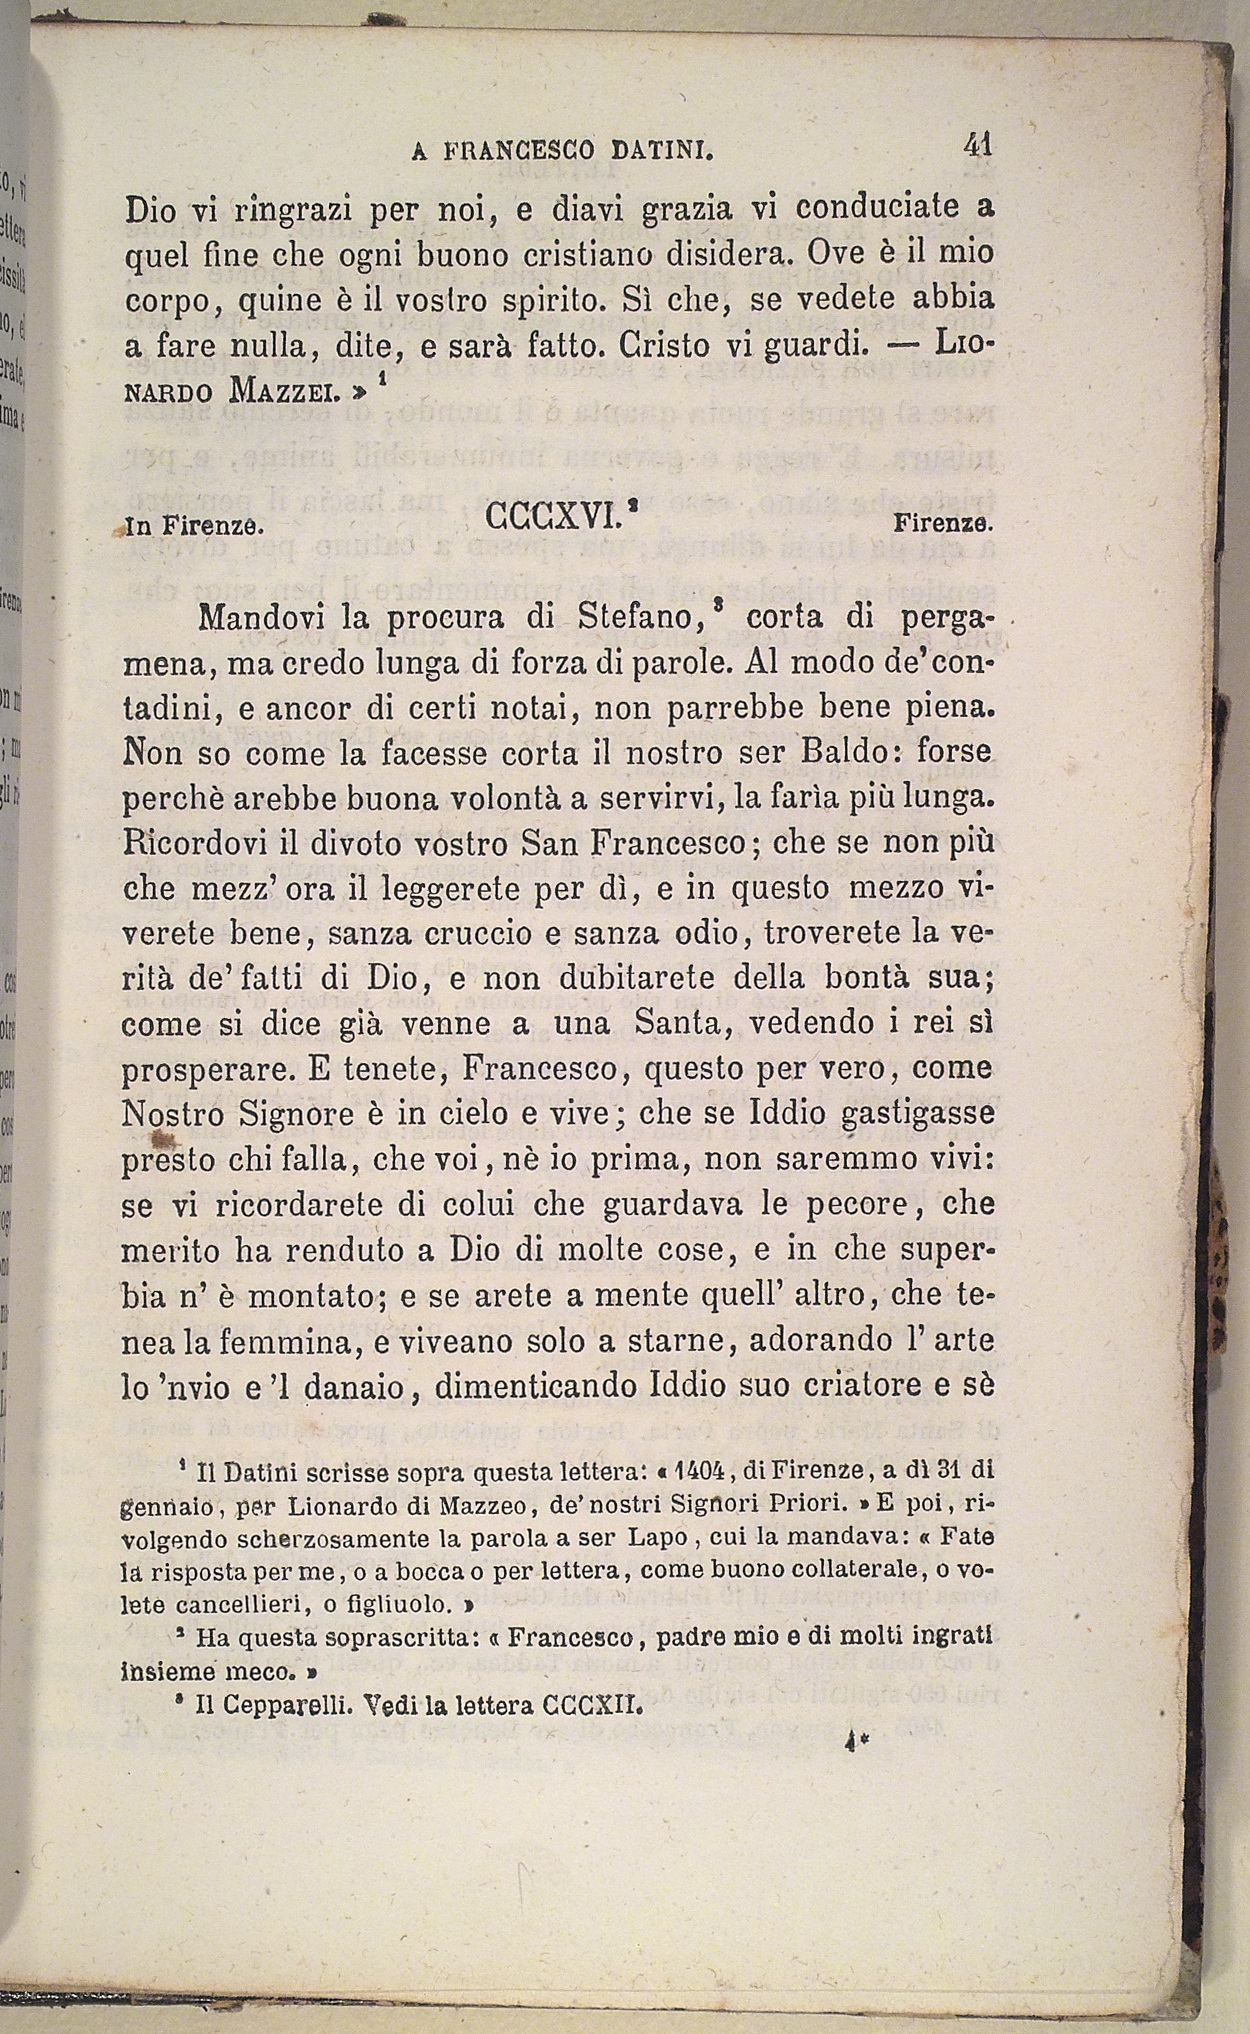 A FRANCESCO DATINI. 41
Dio vi ringrazi per noi, e diavi grazia vi conduciate a
quel fine che ogni buono cristiano disidera. Ove è il mio
corpo, quine è il vostro spirito. Sì che, se vedete abbia
a fare nulla, dite, e sarà fatto. Cristo vi guardi. — LIO-
NARDO MAZZEI. » ¹
In Firenze. CCCXVI.² Firenze.
Mandovi la procura di Stefano,³ corta di perga-
mena, ma credo lunga di forza di parole. Al modo de' con-
tadini, e ancor di certi notai, non parrebbe bene piena.
Non so come la facesse corta il nostro ser Baldo: forse
perchè arebbe buona volontà a servirvi, la farìa più lunga.
Ricordovi il divoto vostro San Francesco; che se non più
che mezz' ora il leggerete per dì, e in questo mezzo vi-
verete bene, sanza cruccio e sanza odio, troverete la ve-
rità de' fatti di Dio, e non dubitarete della bontà sua;
come si dice già venne a una Santa, vedendo i rei sì
prosperare. E tenete, Francesco, questo per vero, come
Nostro Signore è in cielo e vive; che se Iddio gastigasse
presto chi falla, che voi, nè io prima, non saremmo vivi:
se vi ricordarete di colui che guardava le pecore, che
merito ha renduto a Dio di molte cose, e in che super-
bia n' è montato; e se arete a mente quell' altro, che te-
nea la femmina, e viveano solo a starne, adorando l' arte
lo 'nvio e 'l danaio, dimenticando Iddio suo criatore e sè
¹ Il Datini scrisse sopra questa lettera: « 1404, di Firenze, a dì 31 di
gennaio, per Lionardo di Mazzeo, de' nostri Signori Priori. » E poi, ri-
volgendo scherzosamente la parola a ser Lapo, cui la mandava: « Fate
la risposta per me, o a bocca o per lettera, come buono collaterale, o vo-
lete cancellieri, o figliuolo. »
² Ha questa soprascritta: « Francesco, padre mio e di molti ingrati
insieme meco. »
³ Il Cepparelli. Vedi la lettera CCCXII.
4*